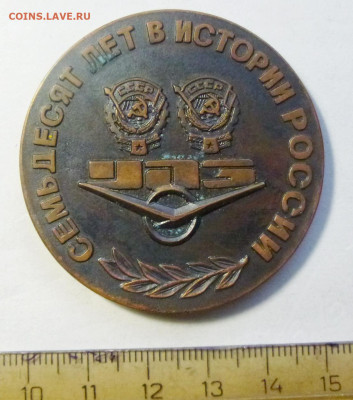 COINS.LAVE.RU
СЕМЬДЕСЯТ ЛЕТ В ИСТОРИИ РОССИИ
СССР СССР
УАЗ
10 11 12 13 14 15